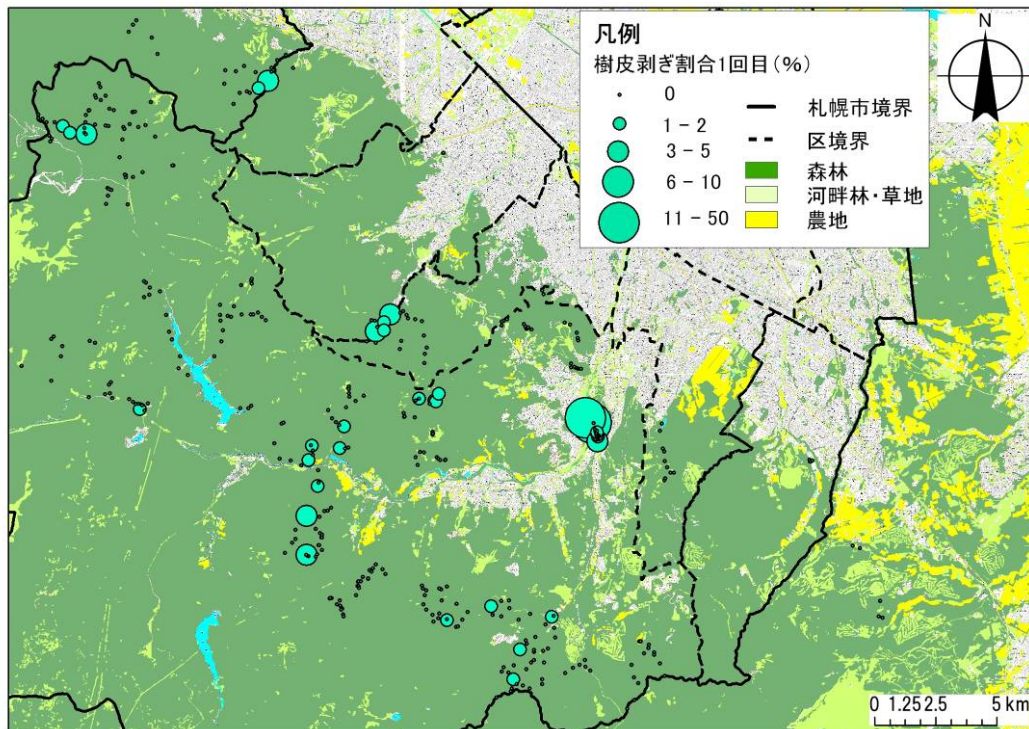 凡例
樹皮剥ぎ割合1回目(%)
0
1 - 2
3 - 5
6 - 10
11 - 50
札幌市境界
区境界
森林
河畔林・草地
農地
N
0 1.25 2.5 5 km